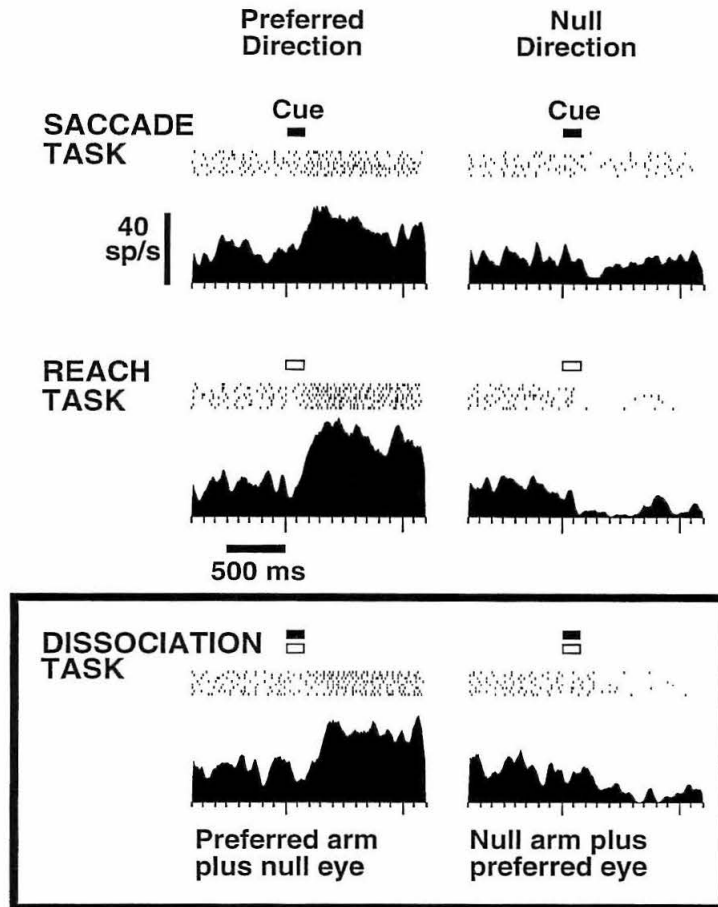 Preferred
Direction
Null
Direction
SACCADE
TASK
Cue
Cue
40
sp/s
REACH
TASK
500 ms
DISSOCIATION
TASK
Preferred arm
plus null eye
Null arm plus
preferred eye